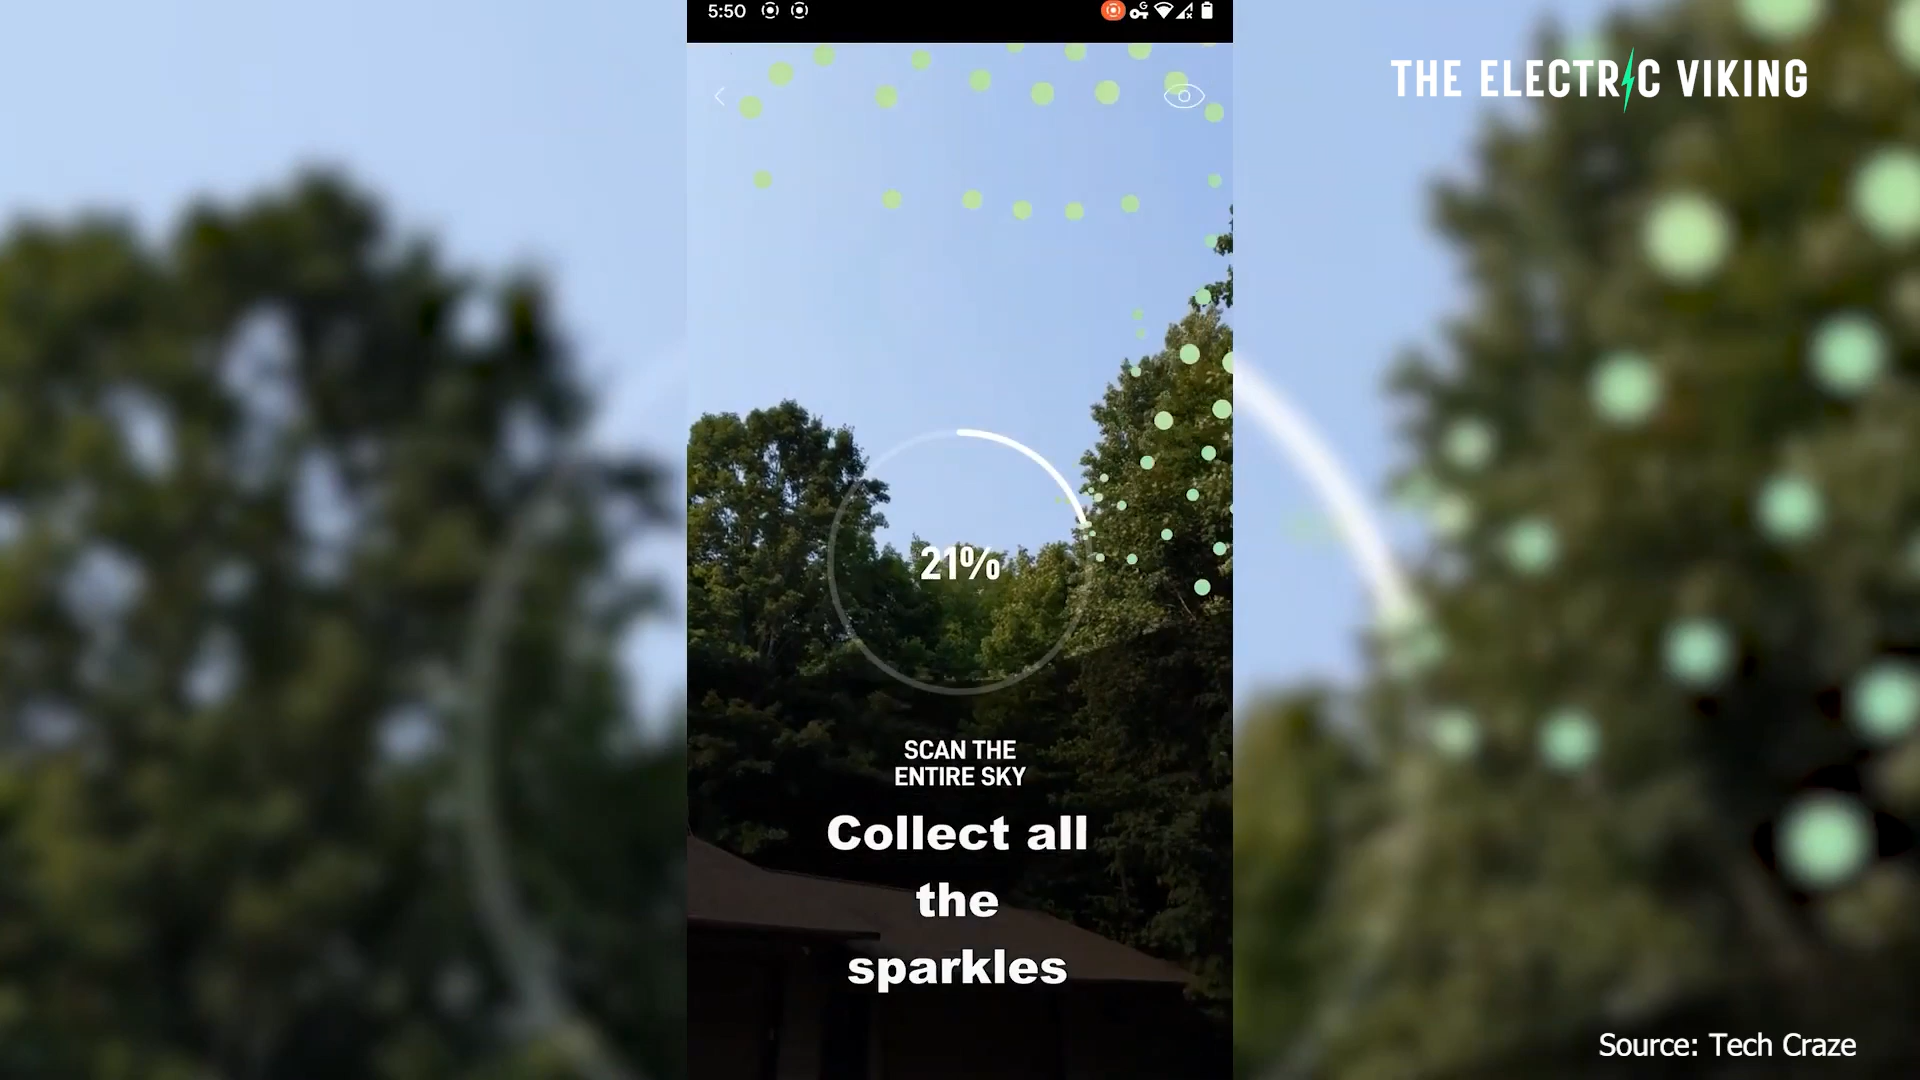 5:50
THE ELECTRIC VIKING
21%
SCAN THE
ENTIRE SKY
Collect all
the
sparkles
Source: Tech Craze